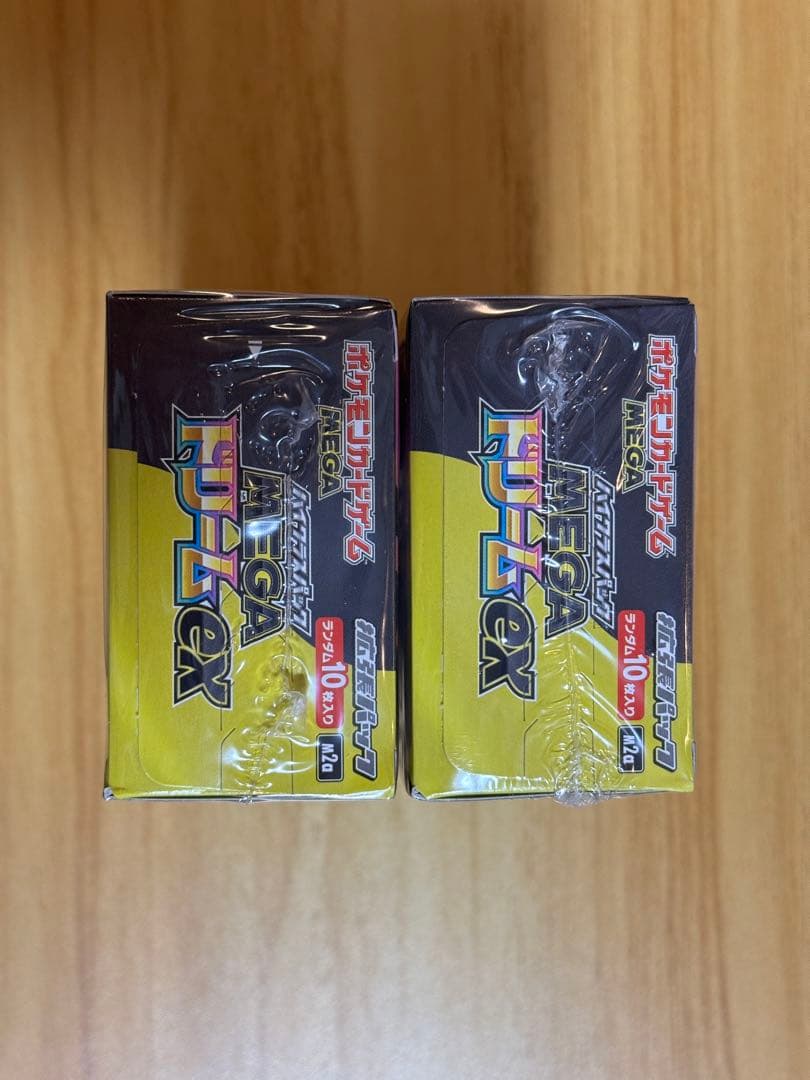 ポケモンカードゲーム
MEGA
拡張パック
ハイクラスパック
ランダム10枚入り
M2a
MEGA
ドリームex
ポケモンカードゲーム
MEGA
拡張パック
ハイクラスパック
ランダム10枚入り
M2a
MEGA
ドリームex